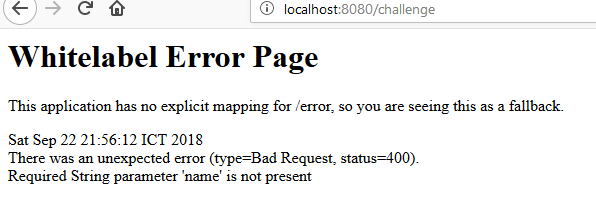 localhost:8080/challenge
Whitelabel Error Page
This application has no explicit mapping for /error, so you are seeing this as a fallback.
Sat Sep 22 21:56:12 ICT 2018
There was an unexpected error (type=Bad Request, status=400).
Required String parameter 'name' is not present